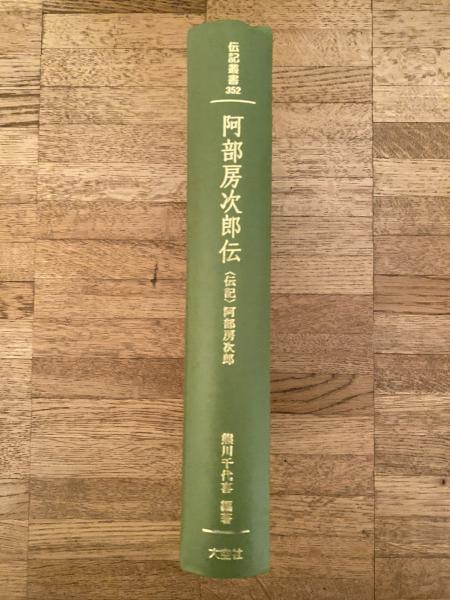 伝記叢書
352
阿部房次郎伝
〈伝記〉阿部房次郎
熊川千代喜 編著
大空社